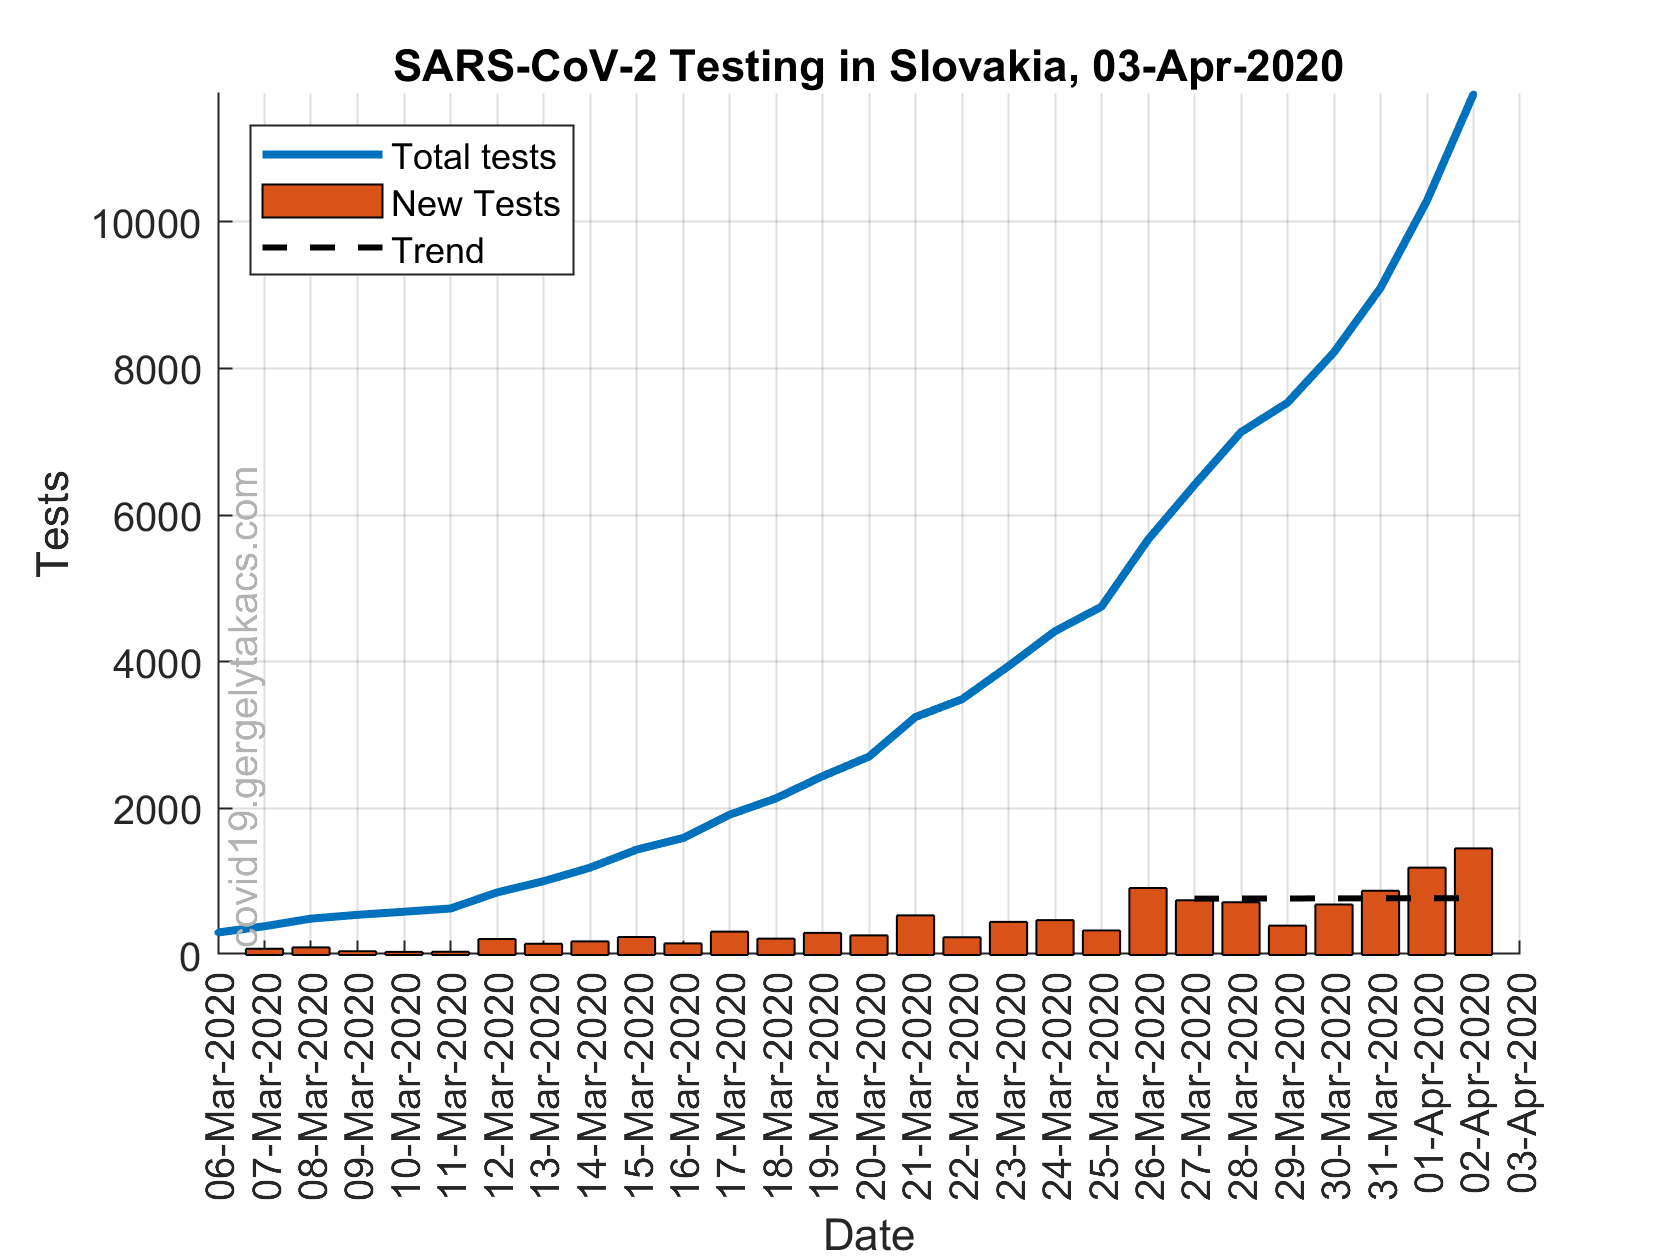 SARS-CoV-2 Testing in Slovakia, 03-Apr-2020
Total tests
New Tests
Trend
10000
8000
6000
4000
2000
0
Tests
covid19.gergelytakacs.com
06-Mar-2020
07-Mar-2020
08-Mar-2020
09-Mar-2020
10-Mar-2020
11-Mar-2020
12-Mar-2020
13-Mar-2020
14-Mar-2020
15-Mar-2020
16-Mar-2020
17-Mar-2020
18-Mar-2020
19-Mar-2020
20-Mar-2020
21-Mar-2020
22-Mar-2020
23-Mar-2020
24-Mar-2020
25-Mar-2020
26-Mar-2020
27-Mar-2020
28-Mar-2020
29-Mar-2020
30-Mar-2020
31-Mar-2020
01-Apr-2020
02-Apr-2020
03-Apr-2020
Date